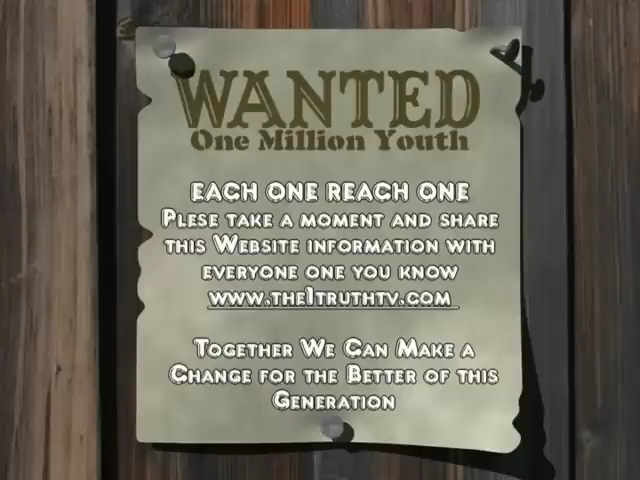 WANTED
One Million Youth
EACH ONE REACH ONE
PLESE TAKE A MOMENT AND SHARE
THIS WEBSITE INFORMATION WITH
EVERYONE ONE YOU KNOW
WWW.THE1TRUTHTV.COM
TOGETHER WE CAN MAKE A
CHANGE FOR THE BETTER OF THIS
GENERATION